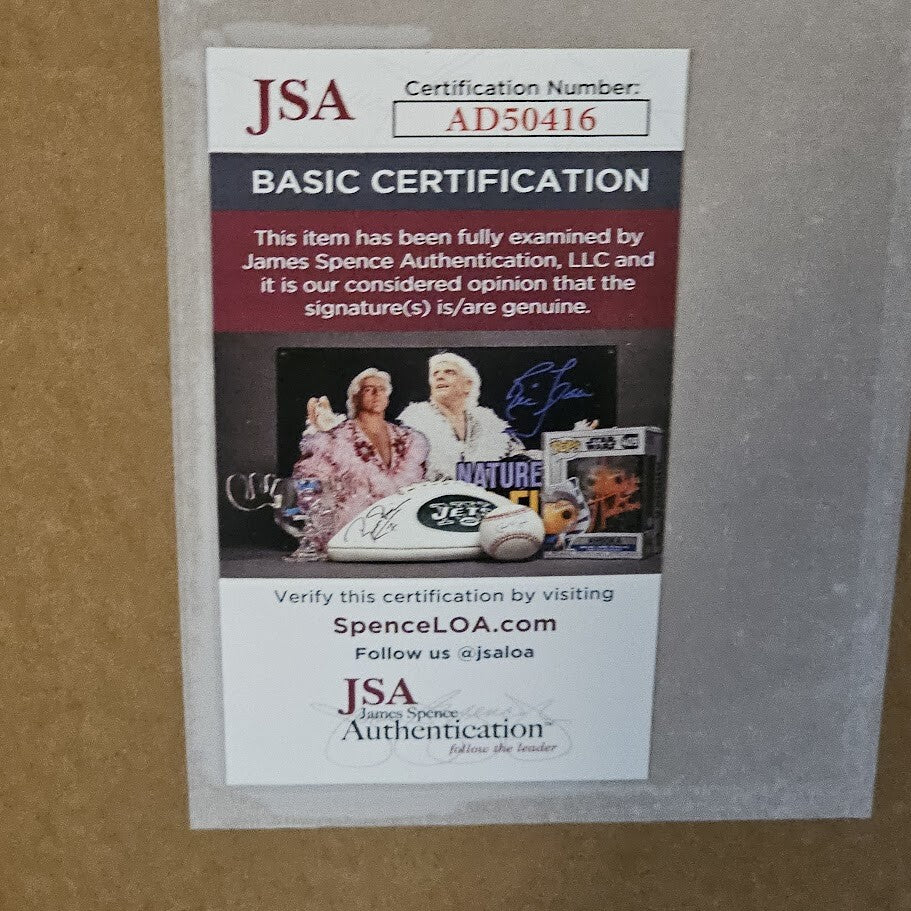 JSA
Certification Number:
AD50416
BASIC CERTIFICATION
This item has been fully examined by
James Spence Authentication, LLC and
it is our considered opinion that the
signature(s) is/are genuine.
NATURE
JETS
Verify this certification by visiting
SpenceLOA.com
Follow us @jsaloa
JSA
James Spence
Authentication™
follow the leader